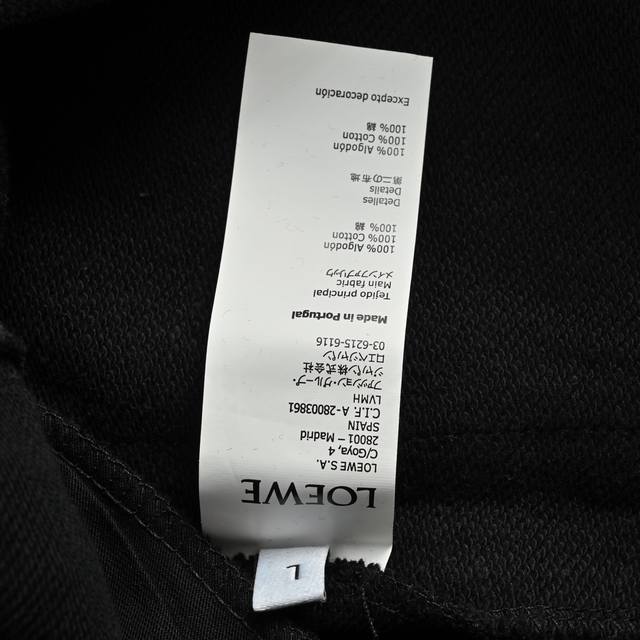 LOEWE
LOEWE S.A.
C/Goya, 4
28001 – Madrid
SPAIN
C.I.F. A-28003861
LVMH
ファッション・グループ・
ジャパン株式会社
ロエベジャパン
03-6215-6116
Made in Portugal
Tejido principal
Main fabric
メインファブリック
100% Algodón
100% Cotton
100% 綿
Detalles
Details
第二の布地
100% Algodón
100% Cotton
100% 綿
Excepto decoración
L